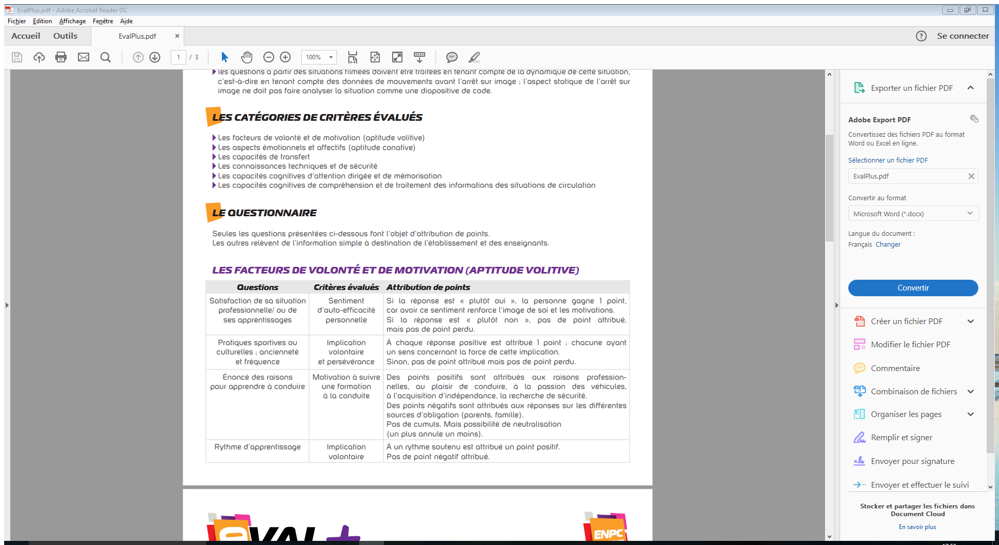 EvalPlus.pdf - Adobe Acrobat Reader DC
Fichier Edition Affichage Fenêtre Aide
Accueil Outils EvalPlus.pdf × ? Se connecter
1 / 3 100%
les questions à partir des situations filmées doivent être traitées en tenant compte de la dynamique de cette situation,
c'est-à-dire en tenant compte des données de mouvements avant l'arrêt sur image ; l'aspect statique de l'arrêt sur
image ne doit pas faire analyser la situation comme une diapositive de code.
LES CATÉGORIES DE CRITÈRES ÉVALUÉS
Les facteurs de volonté et de motivation (aptitude volitive)
Les aspects émotionnels et affectifs (aptitude conative)
Les capacités de transfert
Les connaissances techniques et de sécurité
Les capacités cognitives d'attention dirigée et de mémorisation
Les capacités cognitives de compréhension et de traitement des informations des situations de circulation
LE QUESTIONNAIRE
Seules les questions présentées ci-dessous font l'objet d'attribution de points.
Les autres relèvent de l'information simple à destination de l'établissement et des enseignants.
LES FACTEURS DE VOLONTÉ ET DE MOTIVATION (APTITUDE VOLITIVE)
Questions Critères évalués Attribution de points
Satisfaction de sa situation
professionnelle/ ou de
ses apprentissages
Sentiment
d'auto-efficacité
personnelle
Si la réponse est « plutôt oui », la personne gagne 1 point,
car avoir ce sentiment renforce l'image de soi et les motivations.
Si la réponse est « plutôt non », pas de point attribué,
mais pas de point perdu.
Pratiques sportives ou
culturelles ; ancienneté
et fréquence
Implication
volontaire
et persévérance
À chaque réponse positive est attribué 1 point ; chacune ayant
un sens concernant la force de cette implication.
Sinon, pas de point attribué mais pas de point perdu.
Énoncé des raisons
pour apprendre à conduire
Motivation à suivre
une formation
à la conduite
Des points positifs sont attribués aux raisons profession-
nelles, au plaisir de conduire, à la passion des véhicules,
à l'acquisition d'indépendance, la recherche de sécurité.
Des points négatifs sont attribués aux réponses sur les différentes
sources d'obligation (parents, famille).
Pas de cumuls. Mais possibilité de neutralisation
(un plus annule un moins).
Rythme d'apprentissage
Implication
volontaire
À un rythme soutenu est attribué un point positif.
Pas de point négatif attribué.
eVAL+
ENPC
Exporter un fichier PDF
Adobe Export PDF
Convertissez des fichiers PDF au format
Word ou Excel en ligne.
Sélectionner un fichier PDF
EvalPlus.pdf
Convertir au format
Microsoft Word (*.docx)
Langue du document :
Français Changer
Convertir
Créer un fichier PDF
Modifier le fichier PDF
Commentaire
Combinaison de fichiers
Organiser les pages
Remplir et signer
Envoyer pour signature
Envoyer et effectuer le suivi
Stocker et partager les fichiers dans
Document Cloud
En savoir plus